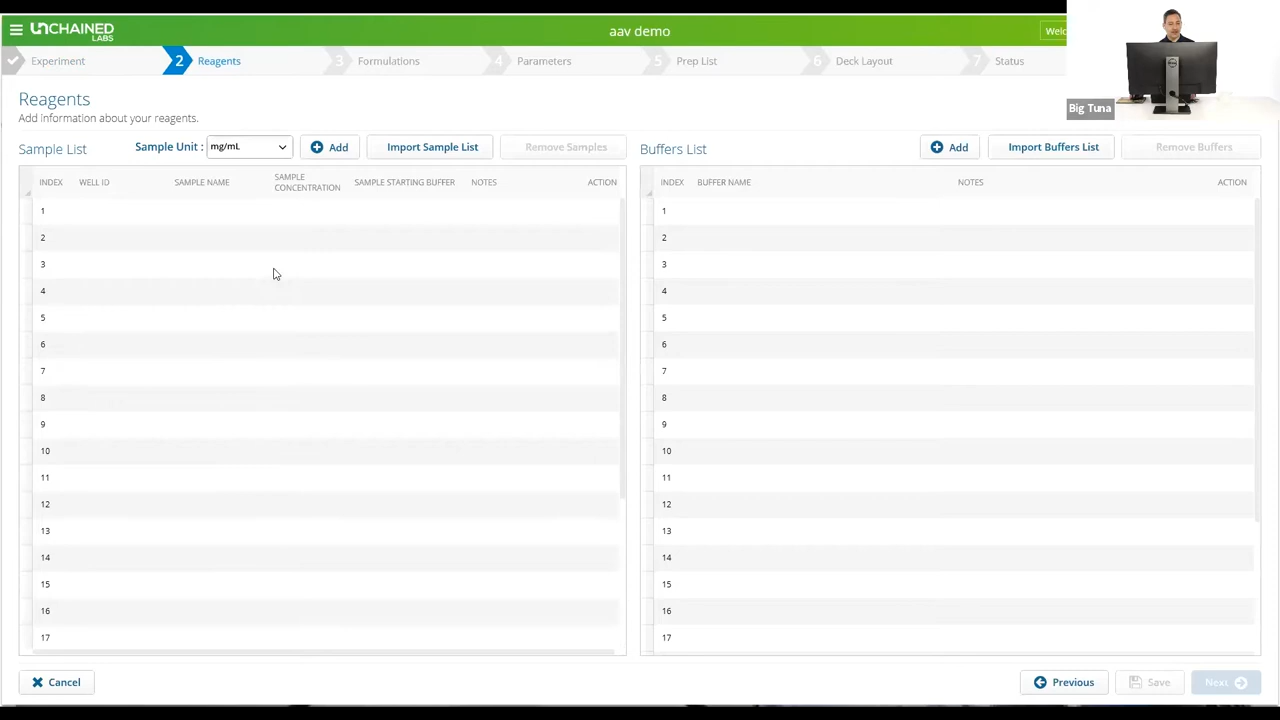 UNCHAINED LABS
aav demo
Welc
Big Tuna
Experiment
2 Reagents
3 Formulations
4 Parameters
5 Prep List
6 Deck Layout
7 Status
Reagents
Add information about your reagents.
Sample List
Sample Unit : mg/mL
Add
Import Sample List
Remove Samples
INDEX WELL ID SAMPLE NAME SAMPLE CONCENTRATION SAMPLE STARTING BUFFER NOTES ACTION
1
2
3
4
5
6
7
8
9
10
11
12
13
14
15
16
17
Buffers List
Add
Import Buffers List
Remove Buffers
INDEX BUFFER NAME NOTES ACTION
1
2
3
4
5
6
7
8
9
10
11
12
13
14
15
16
17
Cancel
Previous
Save
Next